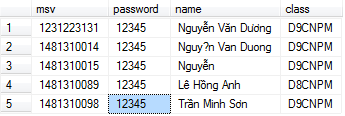 msv password name class
1 1231223131 12345 Nguyễn Văn Dương D9CNPM
2 1481310014 12345 Nguy?n Van Duong D9CNPM
3 1481310015 12345 Nguyễn D9CNPM
4 1481310089 12345 Lê Hồng Anh D8CNPM
5 1481310098 12345 Trần Minh Sơn D9CNPM